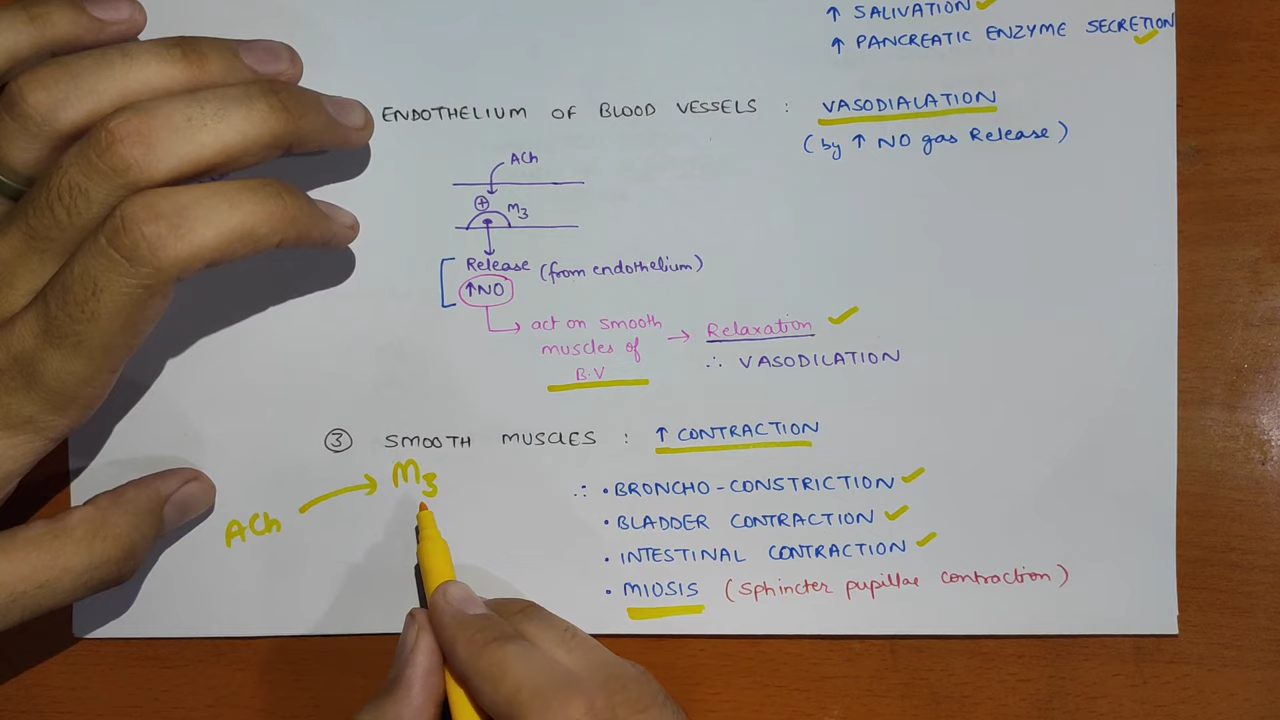 ↑ SALIVATION
↑ PANCREATIC ENZYME SECRETION
ENDOTHELIUM OF BLOOD VESSELS : VASODIALATION
(by ↑ NO gas Release)
ACh
⊕ M3
Release (from endothelium)
↑NO
act on smooth → Relaxation
muscles of
B.V
∴ VASODILATION
③ SMOOTH MUSCLES : ↑ CONTRACTION
ACh → M3
∴ • BRONCHO-CONSTRICTION
• BLADDER CONTRACTION
• INTESTINAL CONTRACTION
• MIOSIS (Sphincter pupillae contraction)